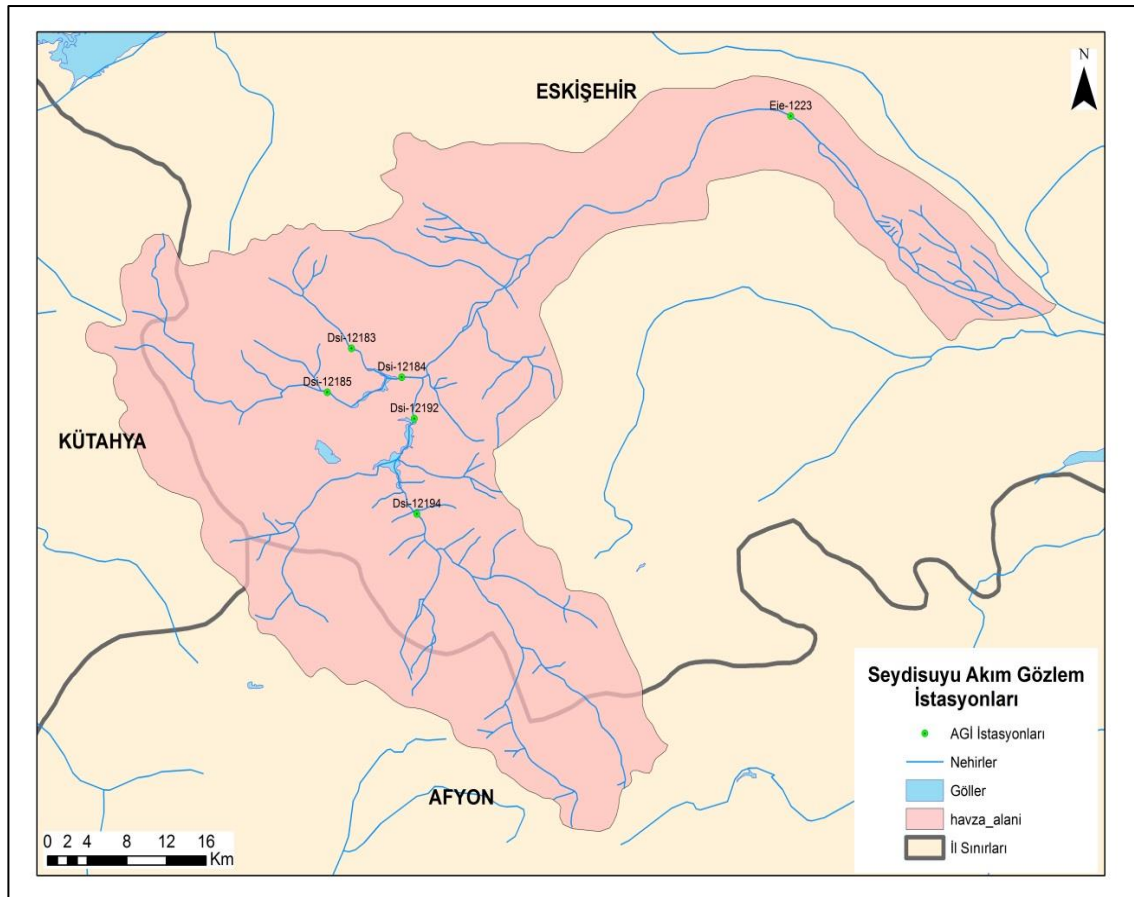 N
ESKİŞEHİR
Eie-1223
Dsi-12183
Dsi-12184
Dsi-12185
Dsi-12192
KÜTAHYA
Dsi-12194
AFYON
Seydisuyu Akım Gözlem
İstasyonları
AGİ İstasyonları
Nehirler
Göller
havza_alani
İl Sınırları
0 2 4 8 12 16
Km